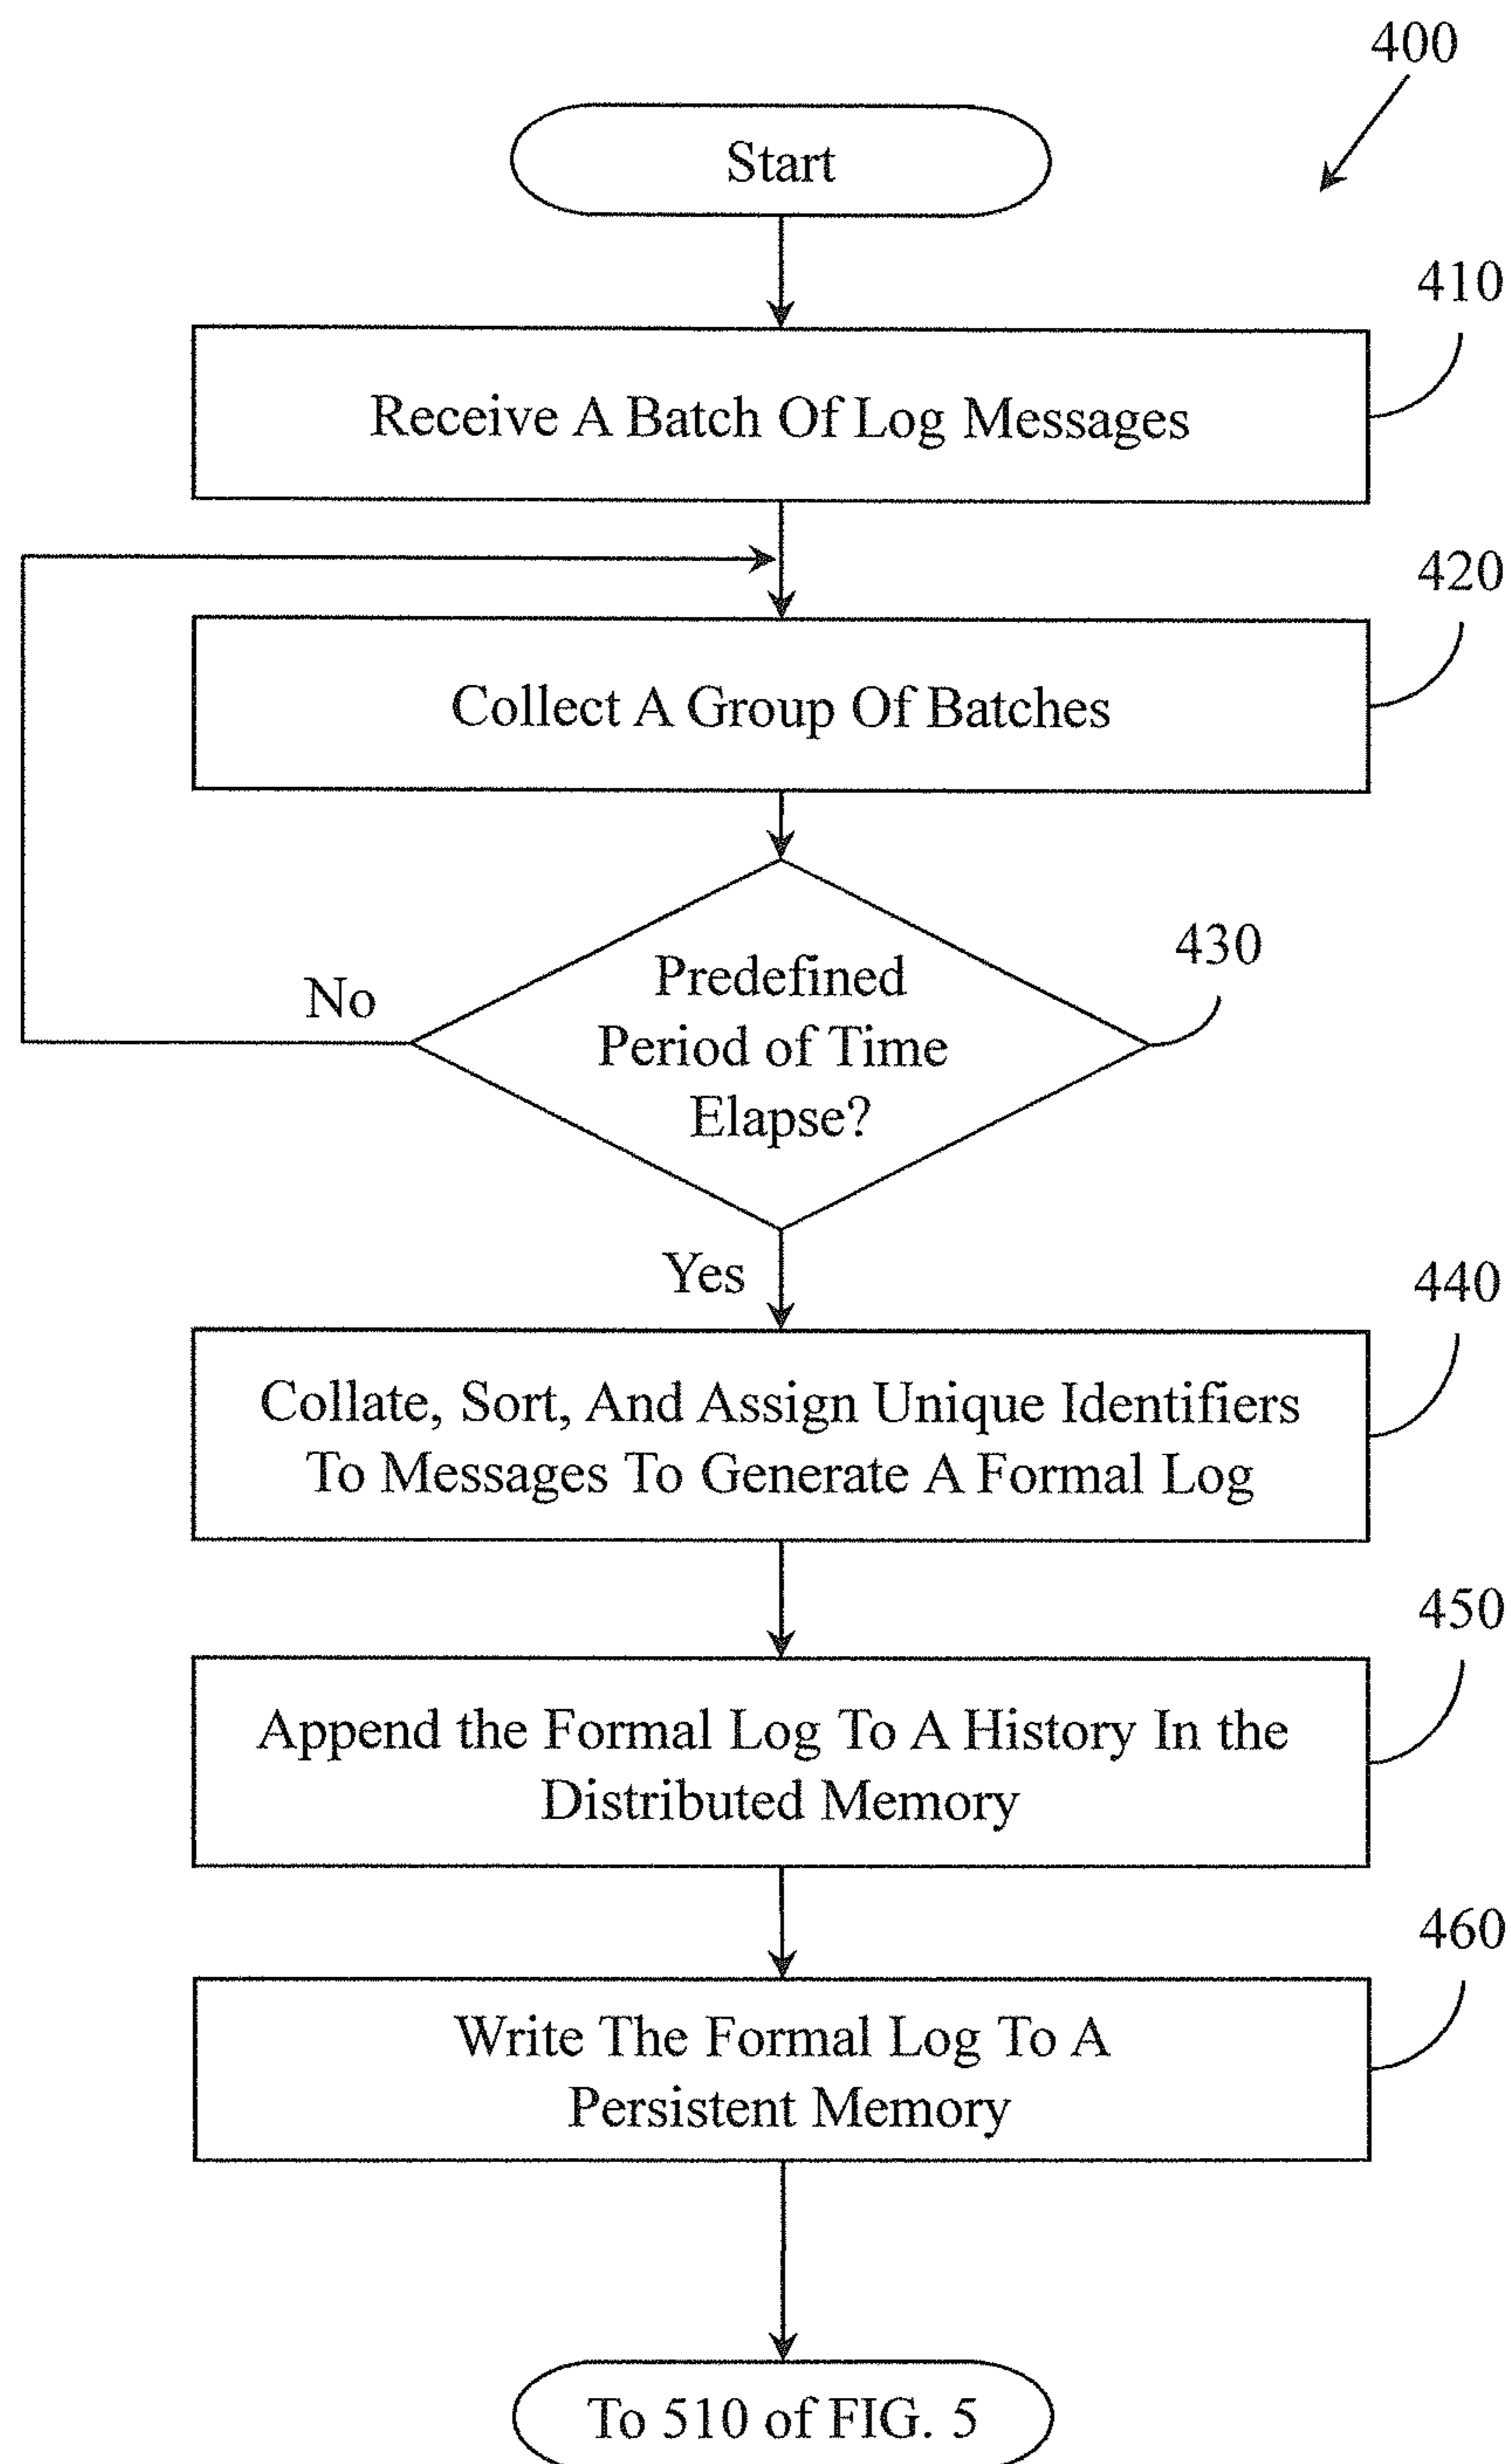 400
Start
410
Receive A Batch Of Log Messages
420
Collect A Group Of Batches
430
Predefined
Period of Time
Elapse?
No
Yes
440
Collate, Sort, And Assign Unique Identifiers
To Messages To Generate A Formal Log
450
Append the Formal Log To A History In the
Distributed Memory
460
Write The Formal Log To A
Persistent Memory
To 510 of FIG. 5